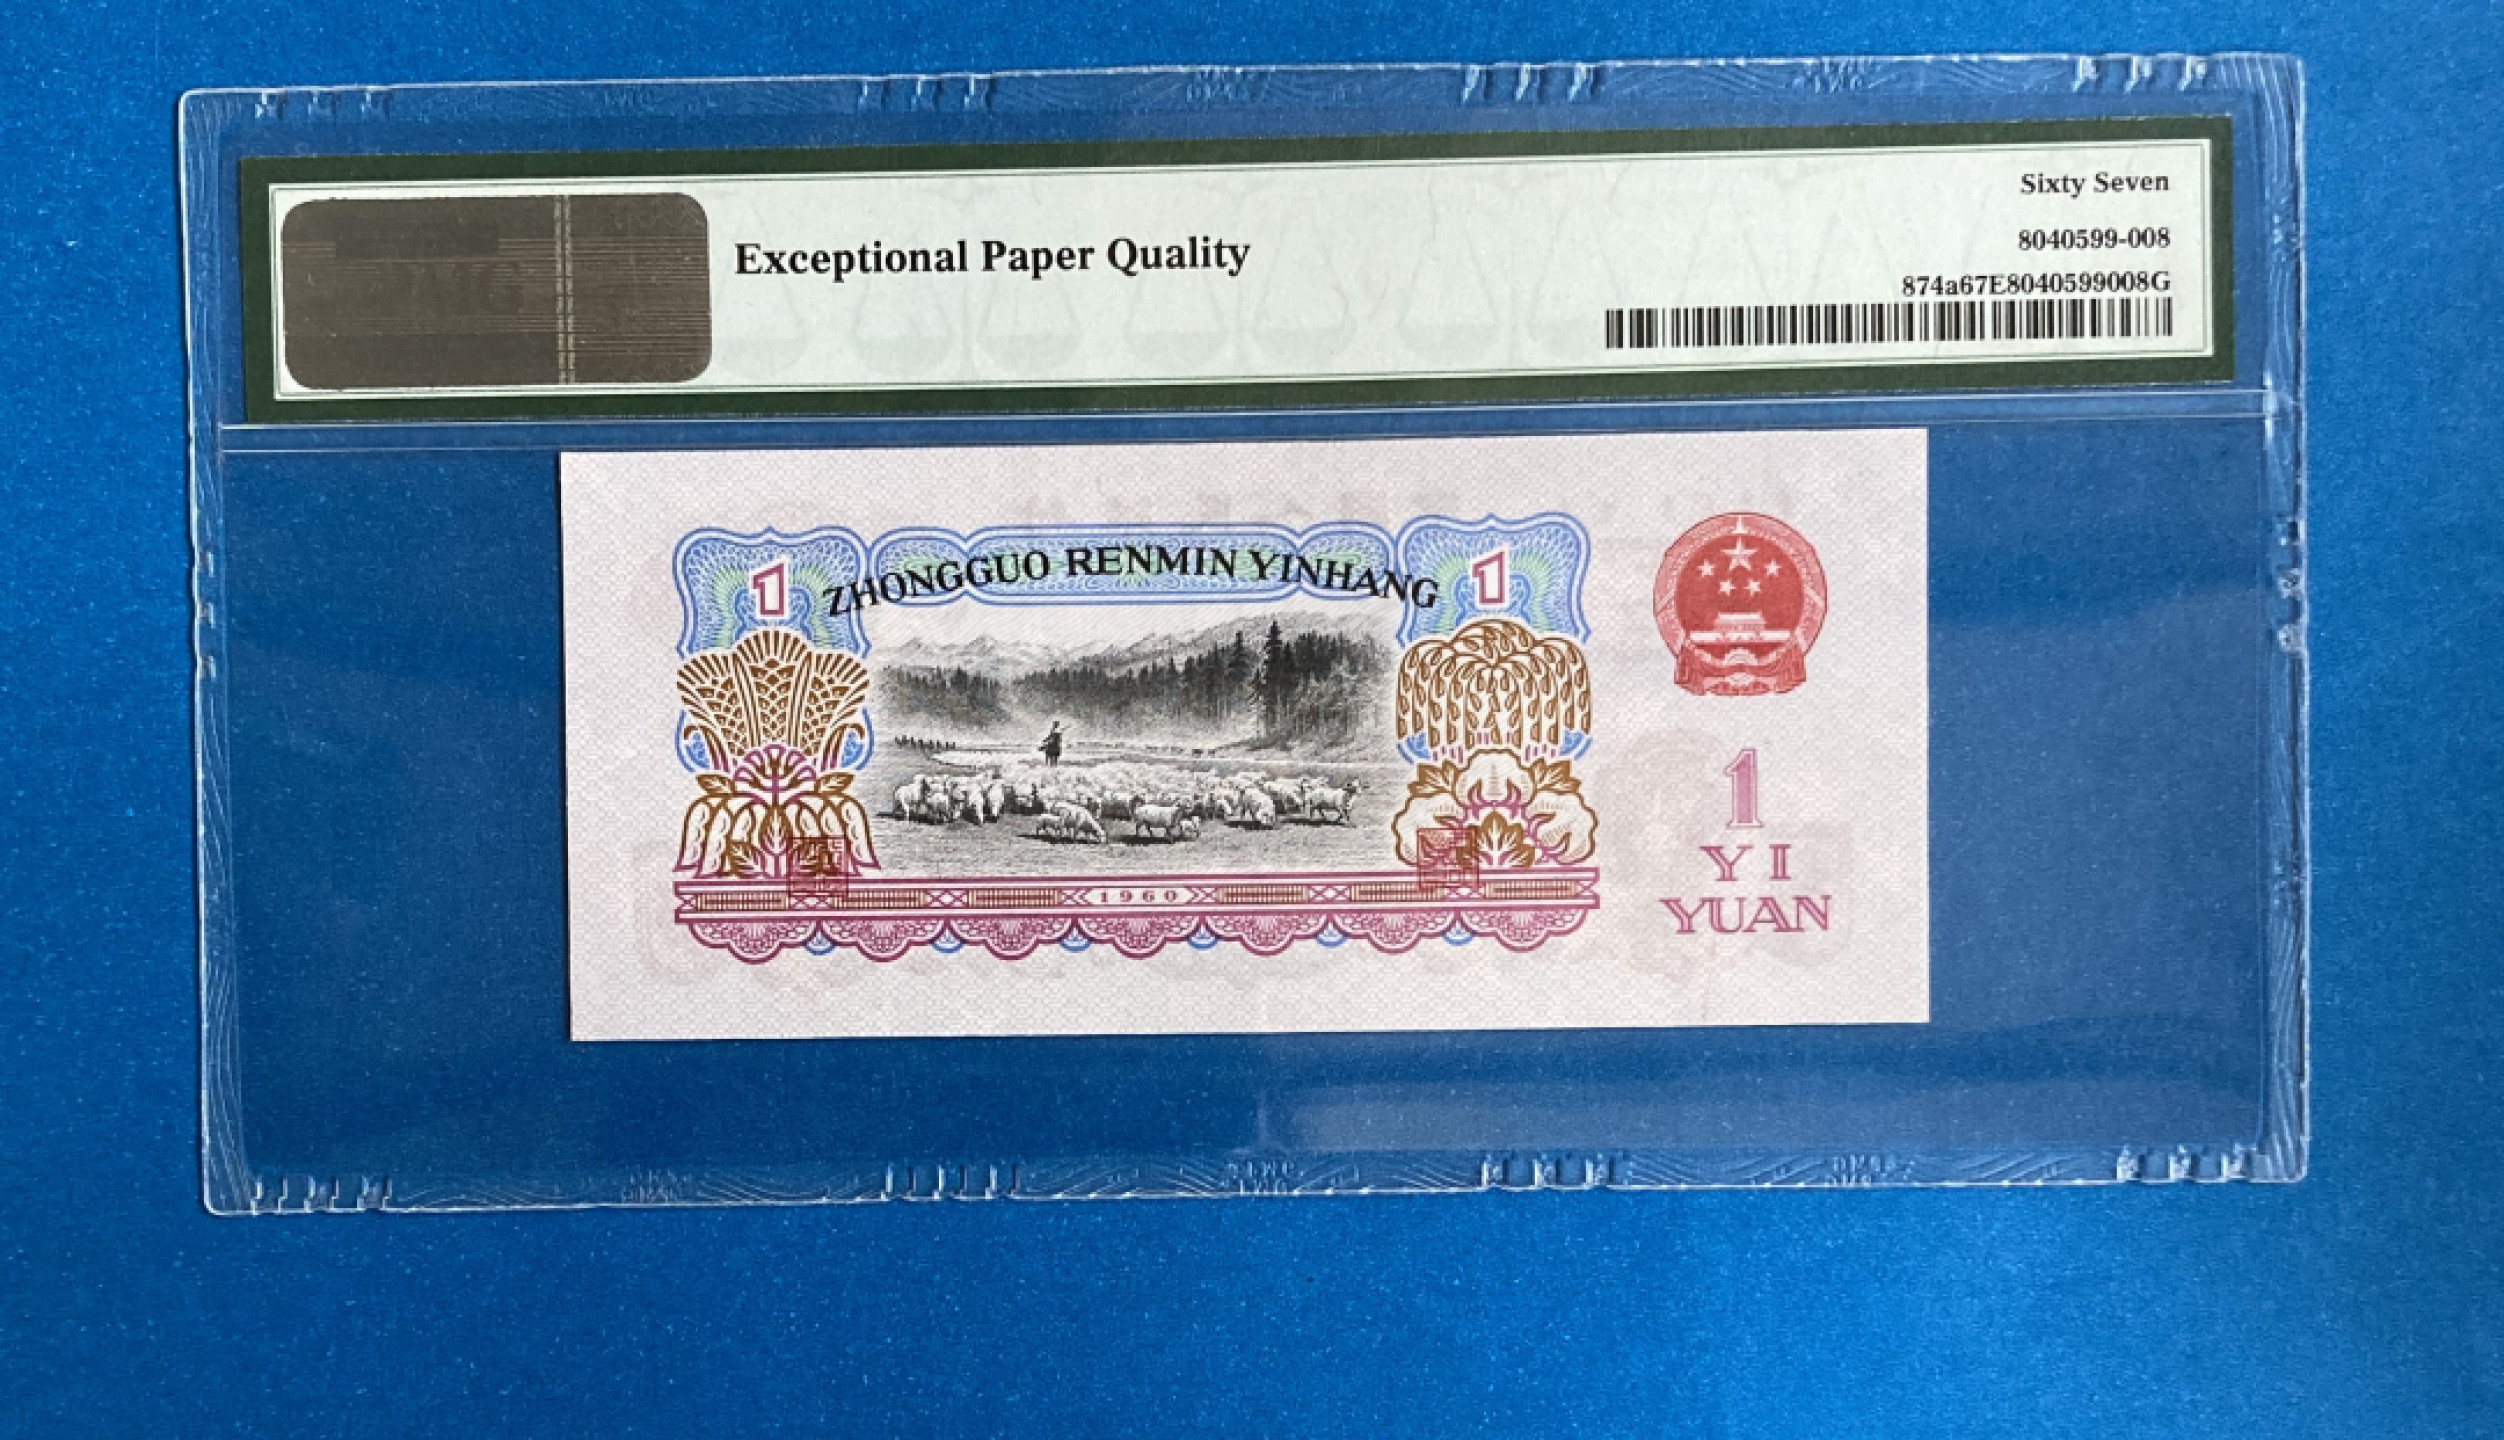 Sixty Seven
Exceptional Paper Quality
8040599-008
874a67E8040599008G
1 ZHONGGUO RENMIN YINHANG 1
1
YI
YUAN
1960